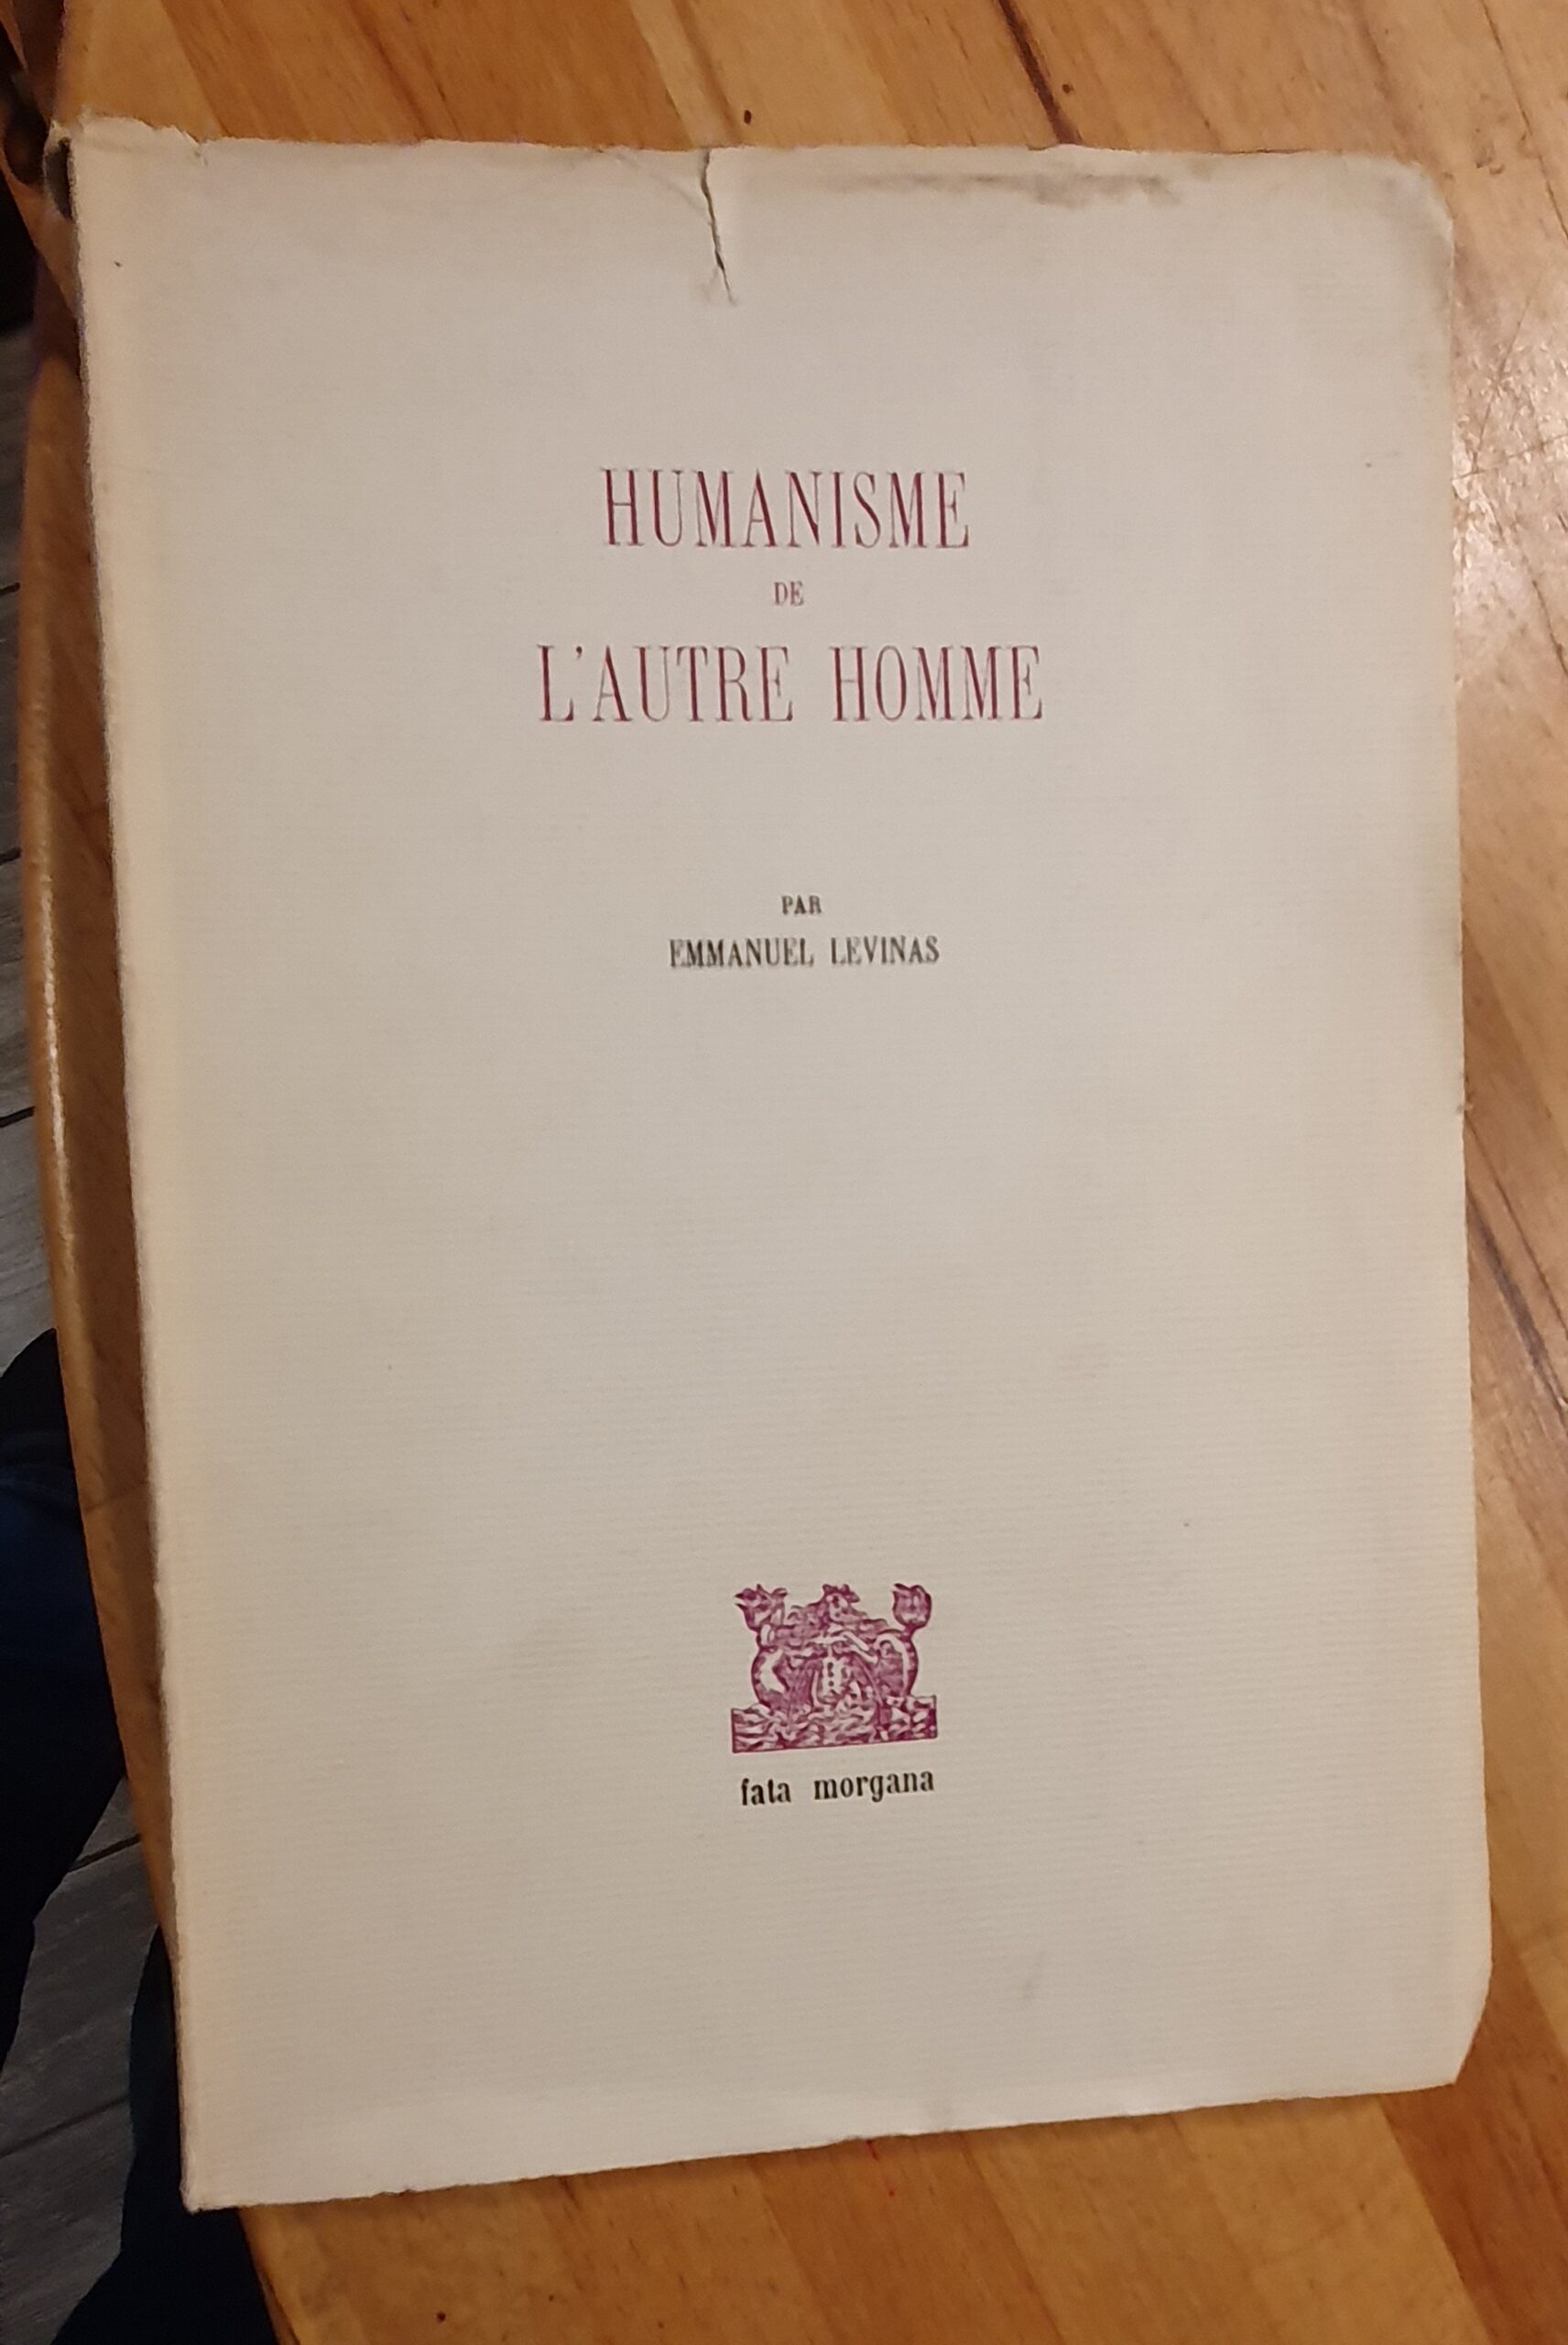 HUMANISME
DE
L'AUTRE HOMME
PAR
EMMANUEL LEVINAS
fata morgana